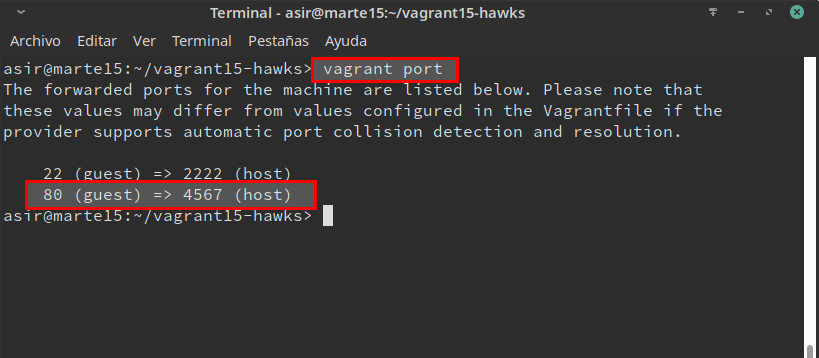 Terminal - asir@marte15:~/vagrant15-hawks
Archivo Editar Ver Terminal Pestañas Ayuda
asir@marte15:~/vagrant15-hawks> vagrant port
The forwarded ports for the machine are listed below. Please note that
these values may differ from values configured in the Vagrantfile if the
provider supports automatic port collision detection and resolution.
22 (guest) => 2222 (host)
80 (guest) => 4567 (host)
asir@marte15:~/vagrant15-hawks>